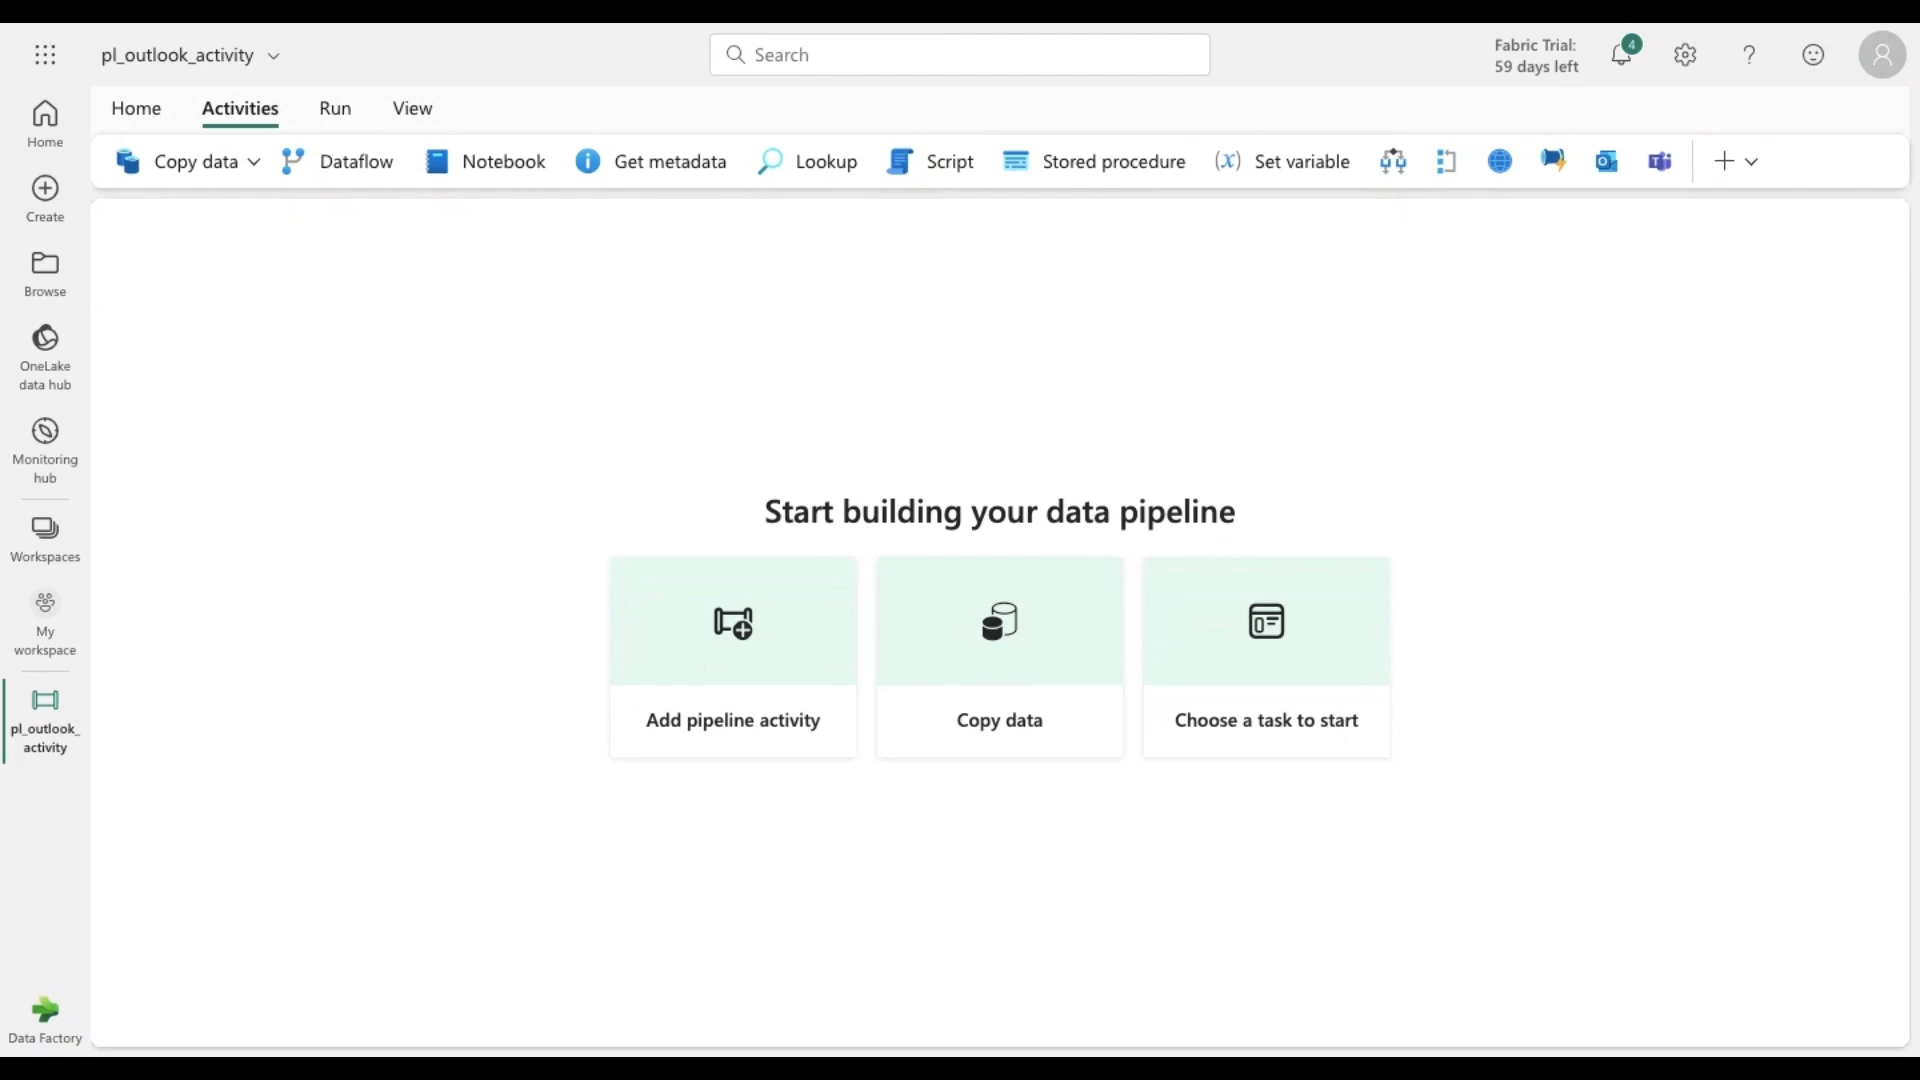 pl_outlook_activity
Search
Fabric Trial:
59 days left
4
Home
Activities
Run
View
Copy data
Dataflow
Notebook
Get metadata
Lookup
Script
Stored procedure
(x)
Set variable
Home
Create
Browse
OneLake
data hub
Monitoring
hub
Workspaces
My
workspace
pl_outlook_
activity
Data Factory
Start building your data pipeline
Add pipeline activity
Copy data
Choose a task to start